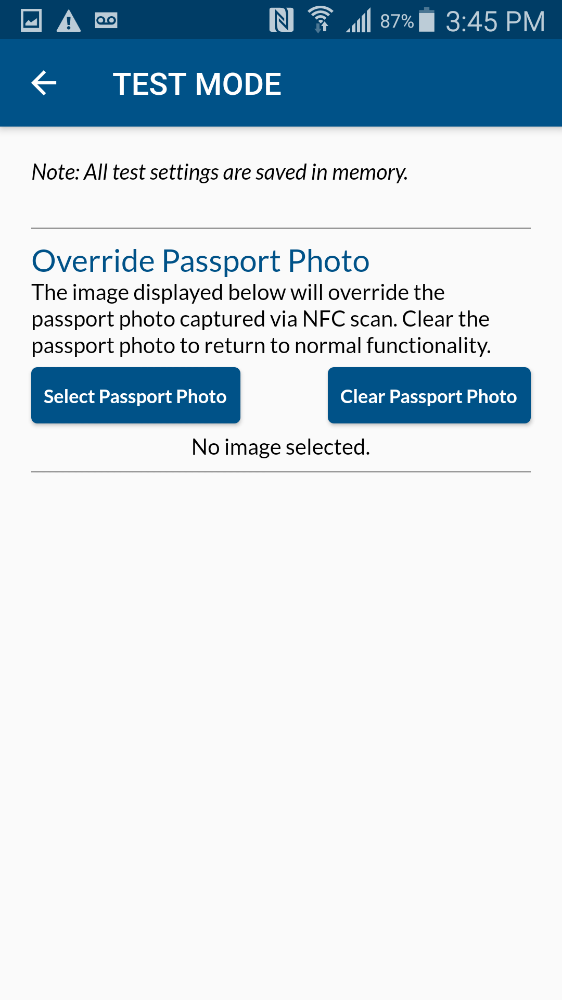 87% 3:45 PM
TEST MODE
Note: All test settings are saved in memory.
Override Passport Photo
The image displayed below will override the
passport photo captured via NFC scan. Clear the
passport photo to return to normal functionality.
Select Passport Photo Clear Passport Photo
No image selected.